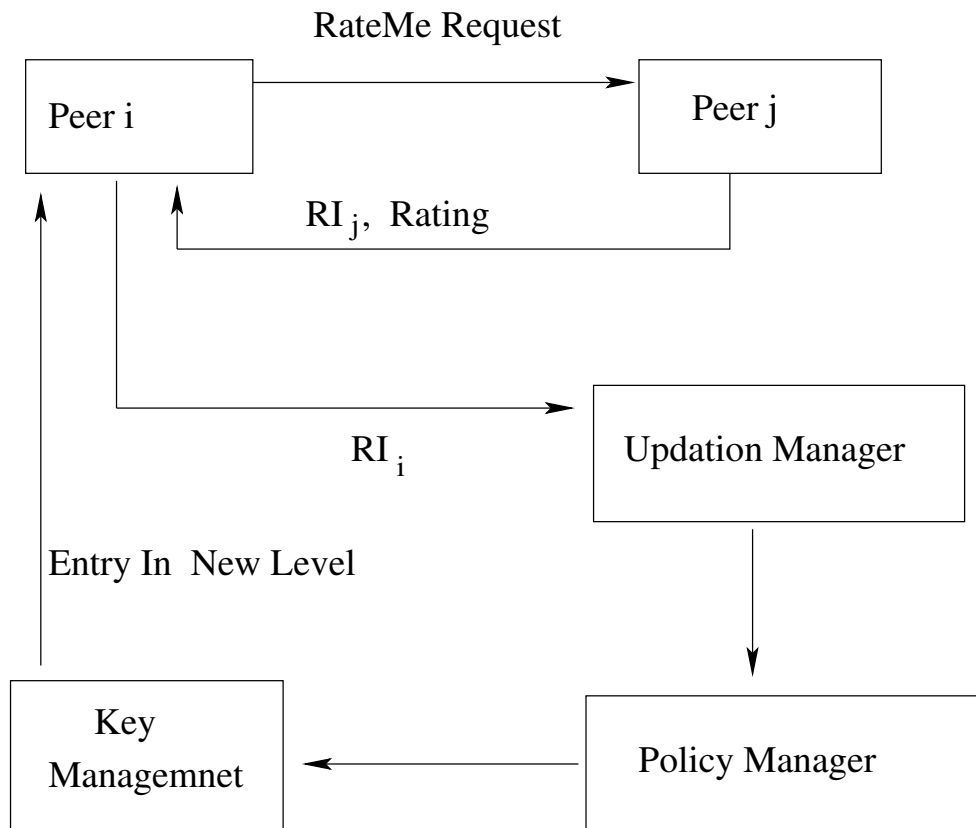 RateMe Request
Peer i
Peer j
RI j, Rating
RI i
Updation Manager
Entry In New Level
Key
Managemnet
Policy Manager